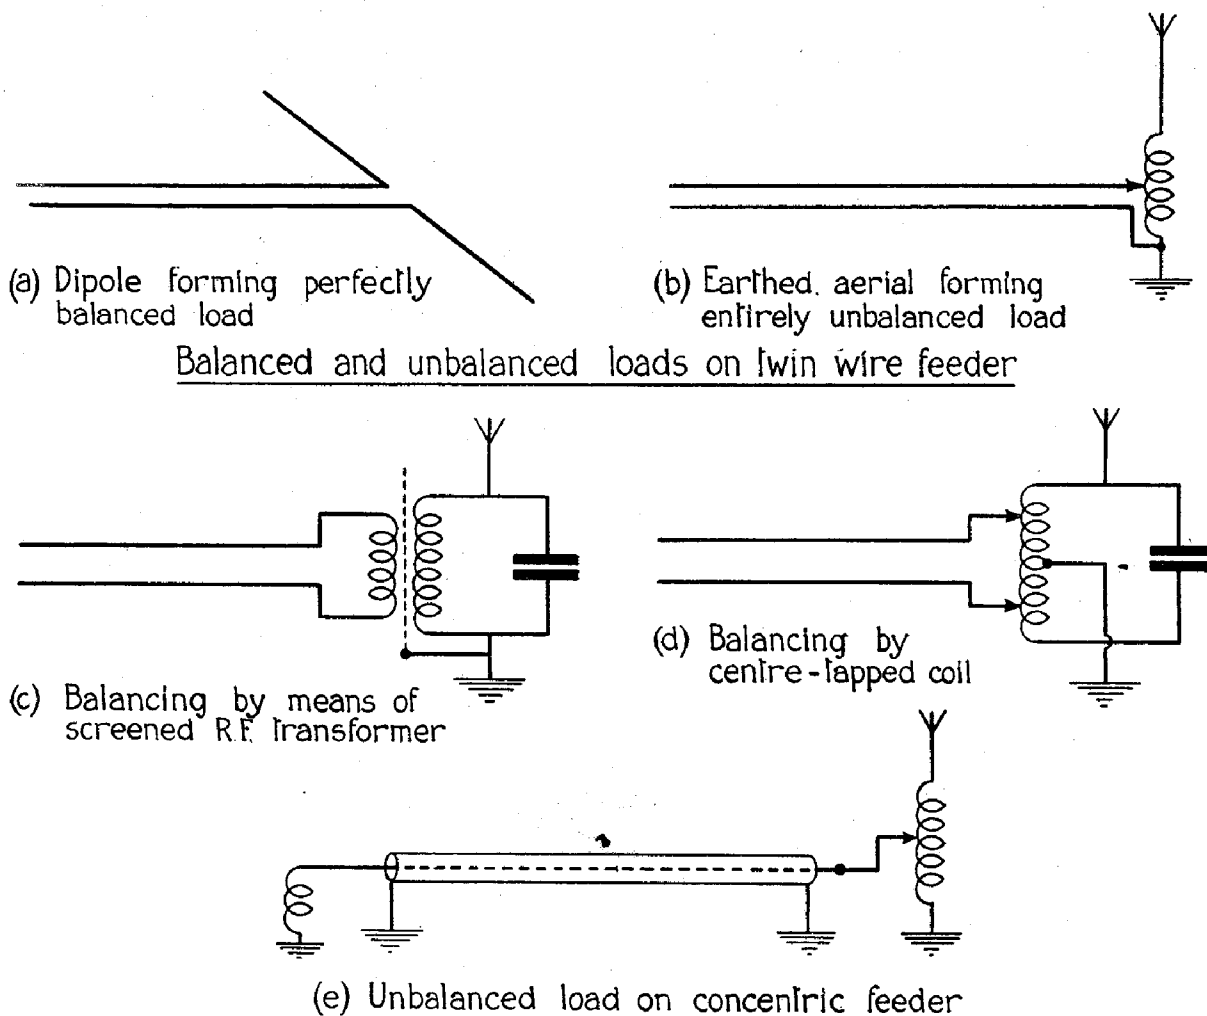 (a) Dipole forming perfectly
balanced load
(b) Earthed. aerial forming
entirely unbalanced load
Balanced and unbalanced loads on twin wire feeder
(c) Balancing by means of
screened R.F. transformer
(d) Balancing by
centre-tapped coil
(e) Unbalanced load on concentric feeder